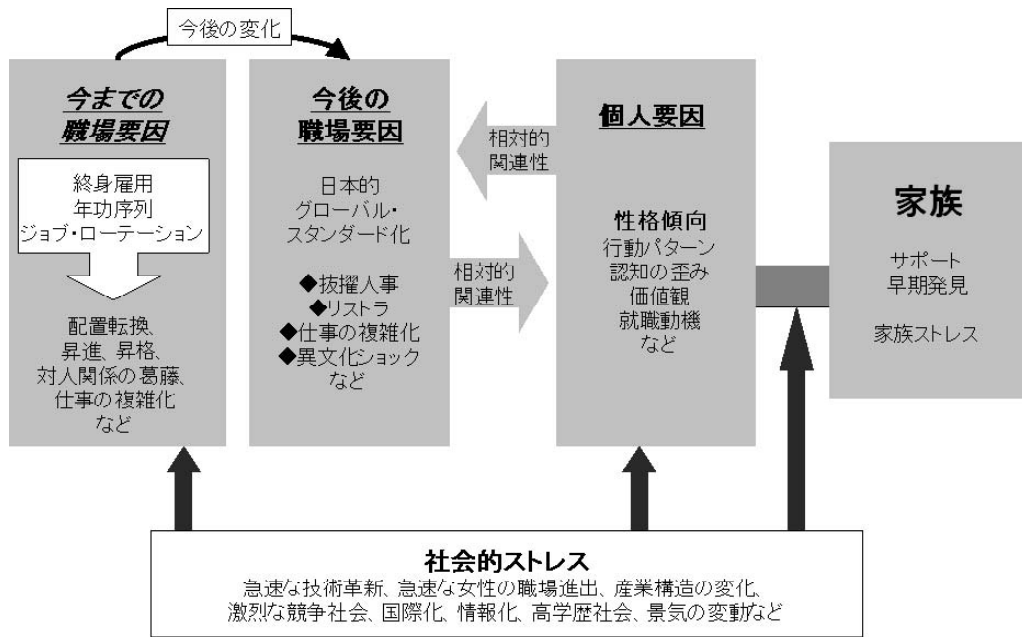 今後の変化
今までの
職場要因
終身雇用
年功序列
ジョブ・ローテーション
配置転換、
昇進、昇格、
対人関係の葛藤、
仕事の複雑化
など
今後の
職場要因
日本的
グローバル・
スタンダード化
◆抜擢人事
◆リストラ
◆仕事の複雑化
◆異文化ショック
など
相対的
関連性
相対的
関連性
個人要因
性格傾向
行動パターン
認知の歪み
価値観
就職動機
など
家族
サポート
早期発見
家族ストレス
社会的ストレス
急速な技術革新、急速な女性の職場進出、産業構造の変化、
激烈な競争社会、国際化、情報化、高学歴社会、景気の変動など